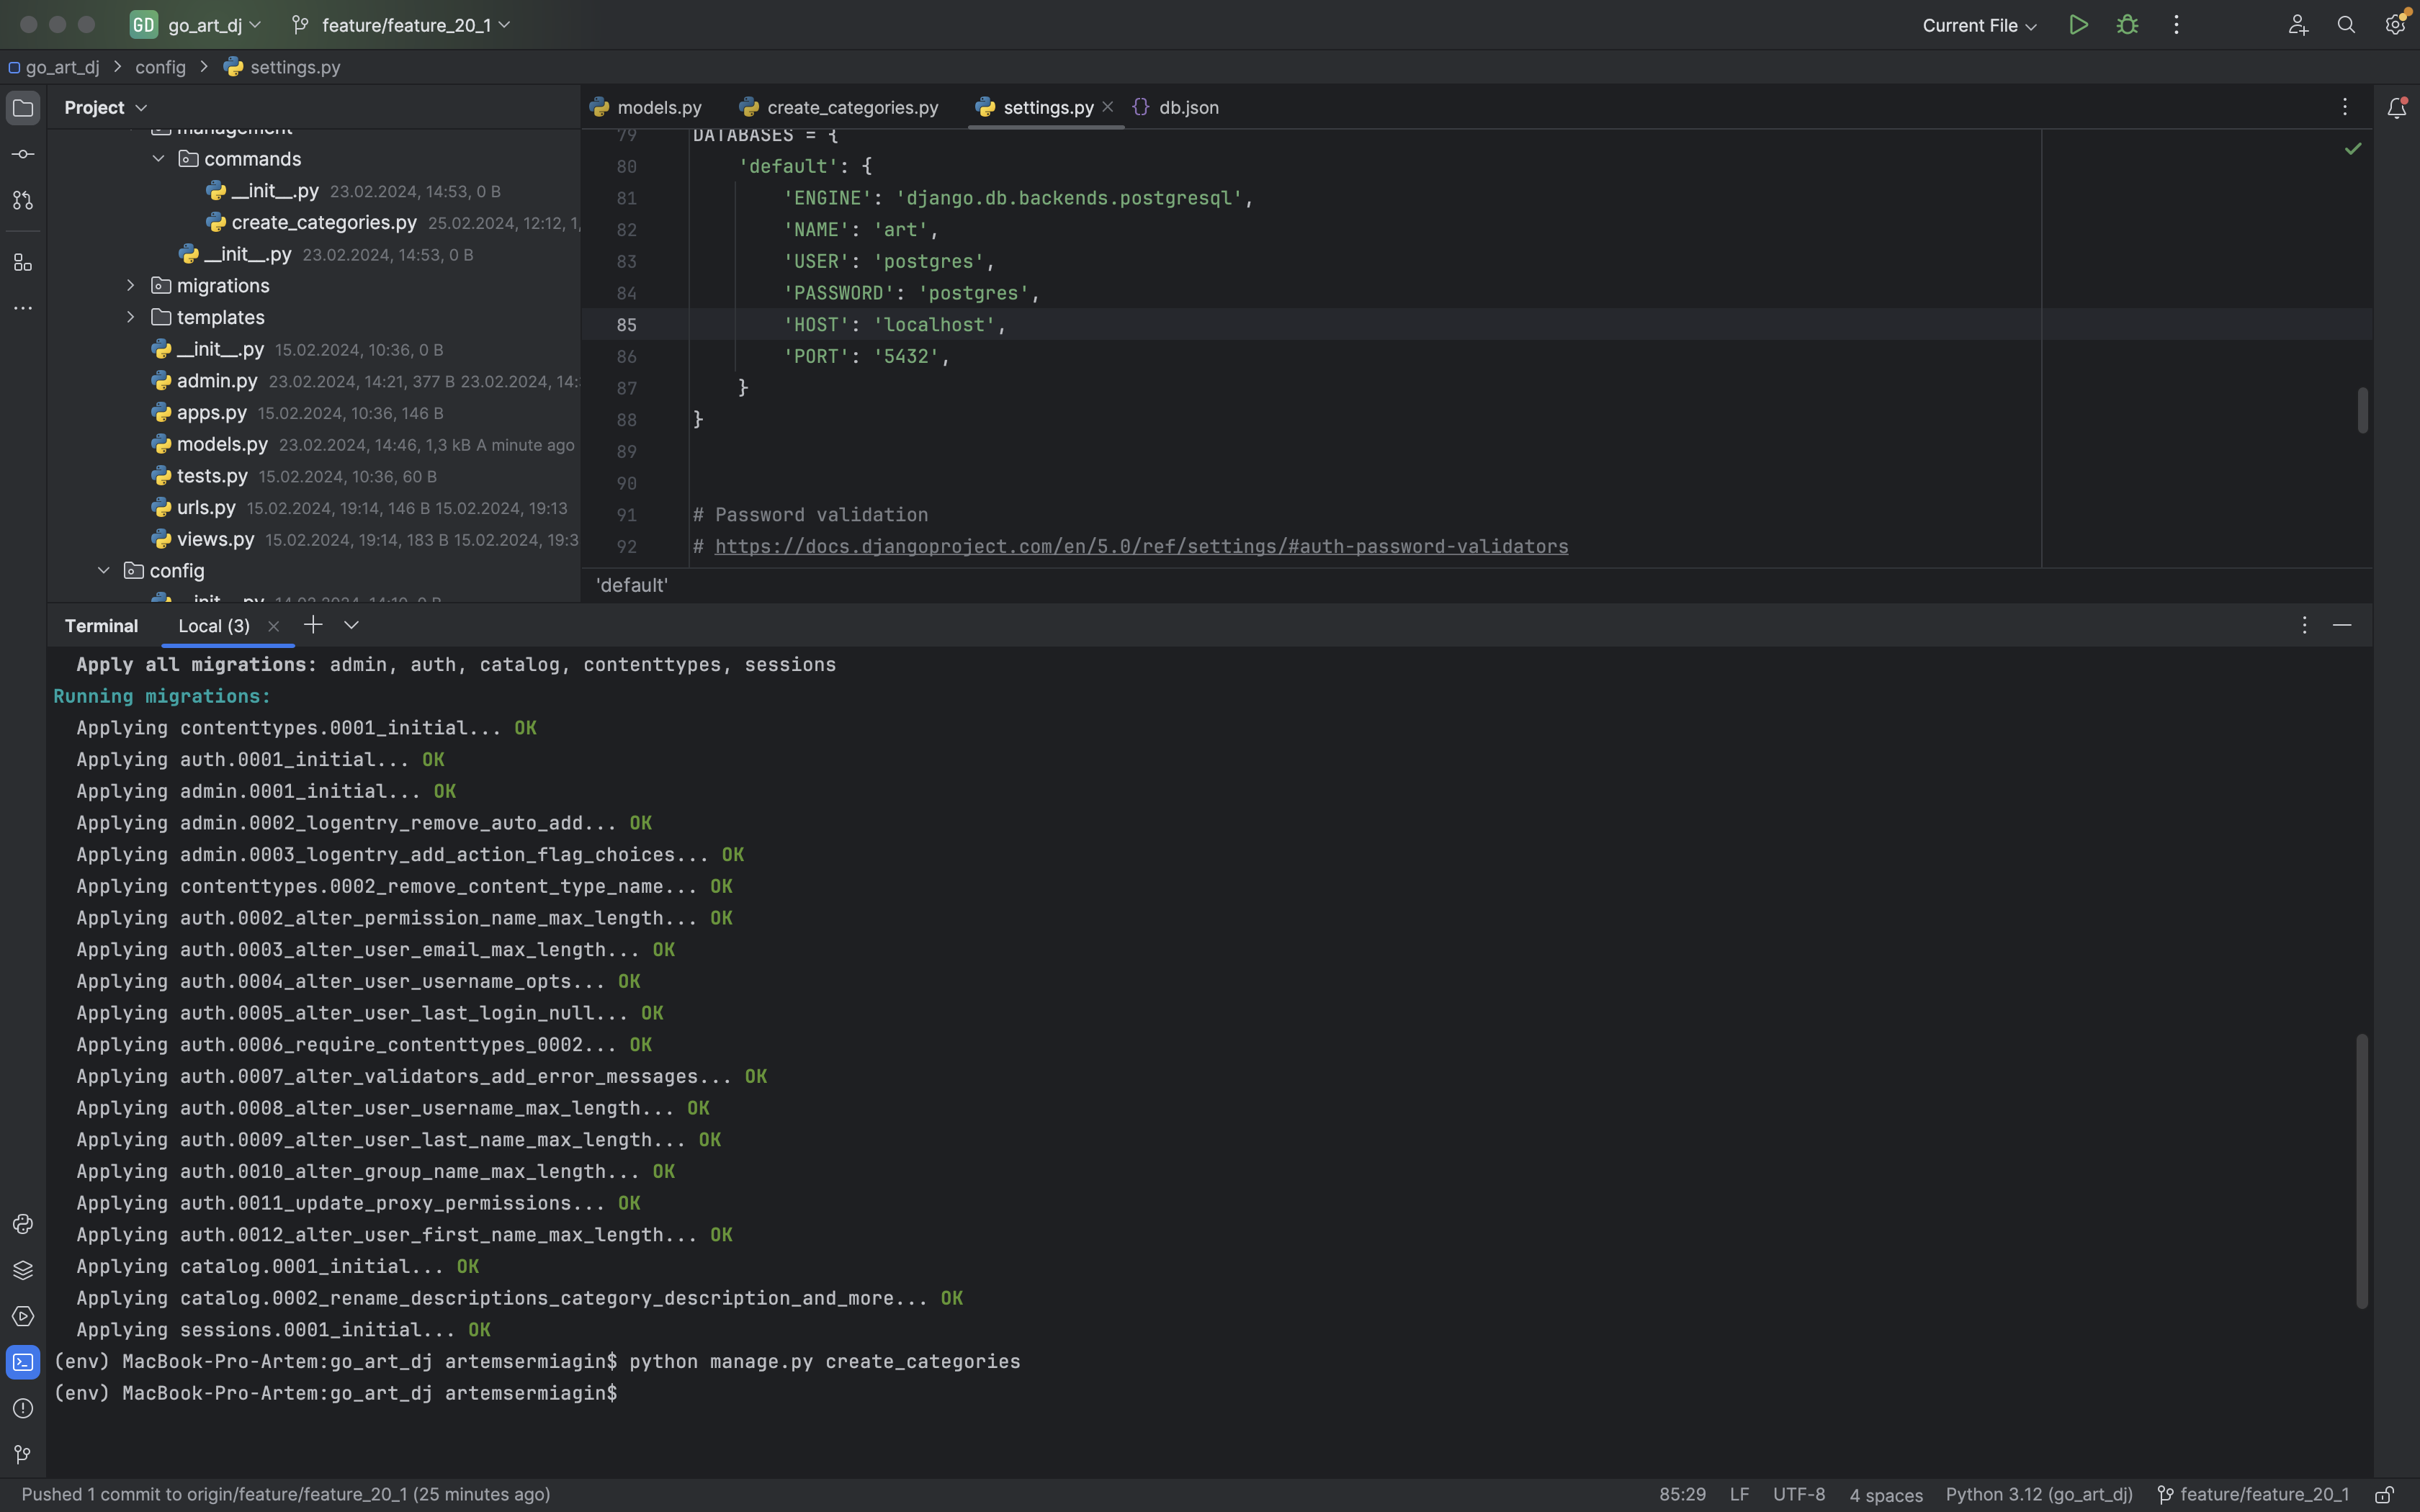 GD go_art_dj feature/feature_20_1 Current File
go_art_dj > config > settings.py
Project
management
commands
__init__.py 23.02.2024, 14:53, 0 B
create_categories.py 25.02.2024, 12:12, 1,
__init__.py 23.02.2024, 14:53, 0 B
migrations
templates
__init__.py 15.02.2024, 10:36, 0 B
admin.py 23.02.2024, 14:21, 377 B 23.02.2024, 14:
apps.py 15.02.2024, 10:36, 146 B
models.py 23.02.2024, 14:46, 1,3 kB A minute ago
tests.py 15.02.2024, 10:36, 60 B
urls.py 15.02.2024, 19:14, 146 B 15.02.2024, 19:13
views.py 15.02.2024, 19:14, 183 B 15.02.2024, 19:3
config
__init__.py 14.02.2024, 14:10, 0 B
models.py create_categories.py settings.py db.json
79 DATABASES = {
80     'default': {
81         'ENGINE': 'django.db.backends.postgresql',
82         'NAME': 'art',
83         'USER': 'postgres',
84         'PASSWORD': 'postgres',
85         'HOST': 'localhost',
86         'PORT': '5432',
87     }
88 }
89
90
91 # Password validation
92 # https://docs.djangoproject.com/en/5.0/ref/settings/#auth-password-validators
'default'
Terminal Local (3)
Apply all migrations: admin, auth, catalog, contenttypes, sessions
Running migrations:
Applying contenttypes.0001_initial... OK
Applying auth.0001_initial... OK
Applying admin.0001_initial... OK
Applying admin.0002_logentry_remove_auto_add... OK
Applying admin.0003_logentry_add_action_flag_choices... OK
Applying contenttypes.0002_remove_content_type_name... OK
Applying auth.0002_alter_permission_name_max_length... OK
Applying auth.0003_alter_user_email_max_length... OK
Applying auth.0004_alter_user_username_opts... OK
Applying auth.0005_alter_user_last_login_null... OK
Applying auth.0006_require_contenttypes_0002... OK
Applying auth.0007_alter_validators_add_error_messages... OK
Applying auth.0008_alter_user_username_max_length... OK
Applying auth.0009_alter_user_last_name_max_length... OK
Applying auth.0010_alter_group_name_max_length... OK
Applying auth.0011_update_proxy_permissions... OK
Applying auth.0012_alter_user_first_name_max_length... OK
Applying catalog.0001_initial... OK
Applying catalog.0002_rename_descriptions_category_description_and_more... OK
Applying sessions.0001_initial... OK
(env) MacBook-Pro-Artem:go_art_dj artemsermiagin$ python manage.py create_categories
(env) MacBook-Pro-Artem:go_art_dj artemsermiagin$
Pushed 1 commit to origin/feature/feature_20_1 (25 minutes ago) 85:29 LF UTF-8 4 spaces Python 3.12 (go_art_dj) feature/feature_20_1